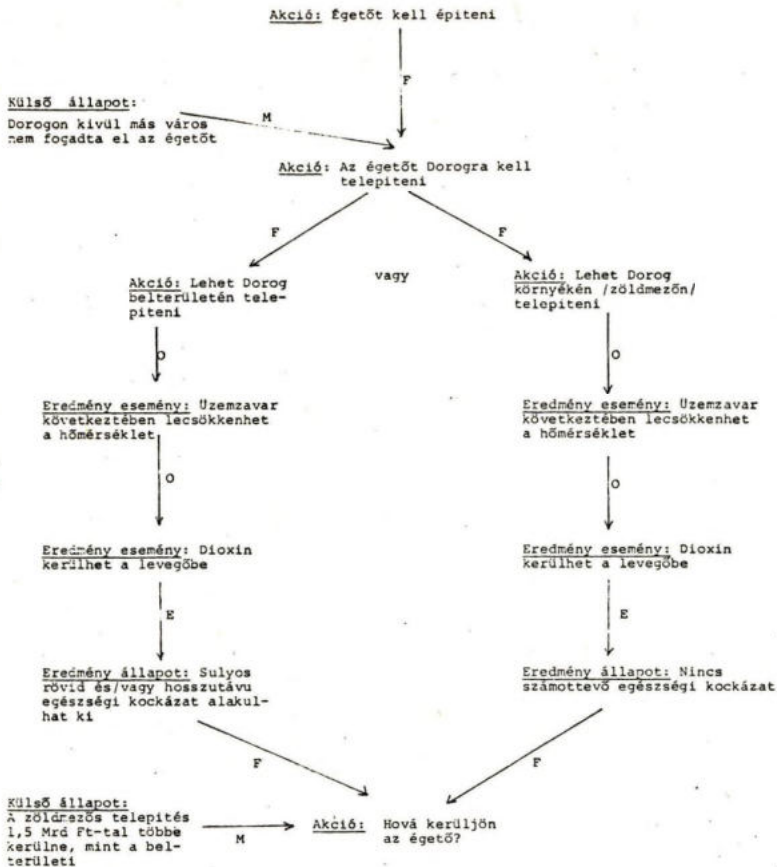 Akció: Égetőt kell épiteni
F
Külső állapot:
Dorogon kivül más város
nem fogadta el az égetőt
M
Akció: Az égetőt Dorogra kell
telepiteni
F
F
Akció: Lehet Dorog
belterületén tele-
piteni
vagy
Akció: Lehet Dorog
környékén /zöldmezőn/
telepiteni
O
O
Eredmény esemény: Üzemzavar
következtében lecsökkenhet
a hőmérséklet
Eredmény esemény: Üzemzavar
következtében lecsökkenhet
a hőmérséklet
O
O
Eredmény esemény: Dioxin
kerülhet a levegőbe
Eredmény esemény: Dioxin
kerülhet a levegőbe
E
E
Eredmény állapot: Sulyos
rövid és/vagy hosszutávu
egészségi kockázat alakul-
hat ki
Eredmény állapot: Nincs
számottevő egészségi kockázat
F
F
Külső állapot:
A zöldmezős telepités
1,5 Mrd Ft-tal többe
kerülne, mint a bel-
területi
M
Akció: Hová kerüljön
az égető?